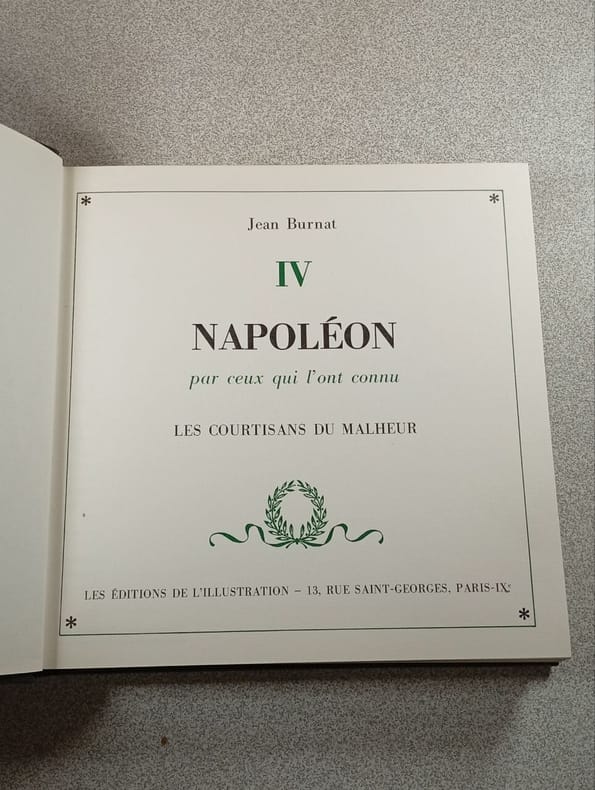 Jean Burnat
IV
NAPOLÉON
par ceux qui l'ont connu
LES COURTISANS DU MALHEUR
LES ÉDITIONS DE L'ILLUSTRATION – 13, RUE SAINT-GEORGES, PARIS-IXe